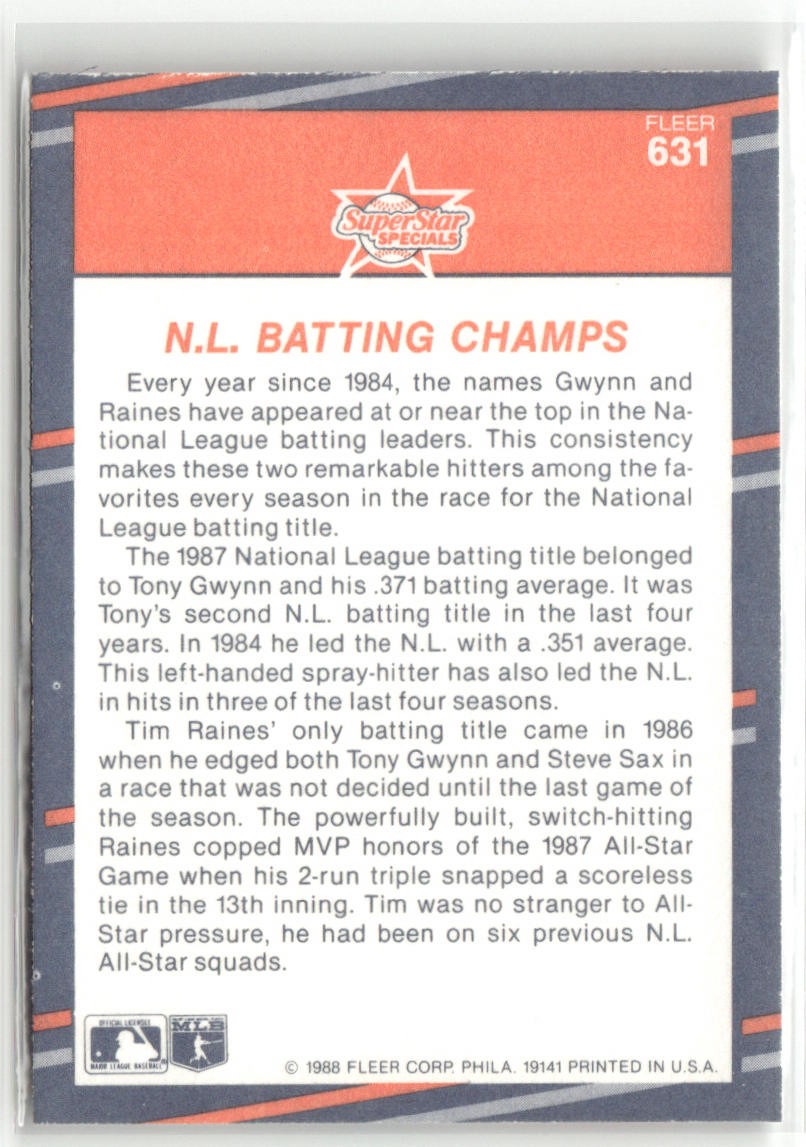 FLEER
631
SuperStar
SPECIALS
N.L. BATTING CHAMPS
Every year since 1984, the names Gwynn and
Raines have appeared at or near the top in the Na-
tional League batting leaders. This consistency
makes these two remarkable hitters among the fa-
vorites every season in the race for the National
League batting title.
The 1987 National League batting title belonged
to Tony Gwynn and his .371 batting average. It was
Tony's second N.L. batting title in the last four
years. In 1984 he led the N.L. with a .351 average.
This left-handed spray-hitter has also led the N.L.
in hits in three of the last four seasons.
Tim Raines' only batting title came in 1986
when he edged both Tony Gwynn and Steve Sax in
a race that was not decided until the last game of
the season. The powerfully built, switch-hitting
Raines copped MVP honors of the 1987 All-Star
Game when his 2-run triple snapped a scoreless
tie in the 13th inning. Tim was no stranger to All-
Star pressure, he had been on six previous N.L.
All-Star squads.
OFFICIAL LICENSEE
MAJOR LEAGUE BASEBALL
MLB
© 1988 FLEER CORP. PHILA. 19141 PRINTED IN U.S.A.